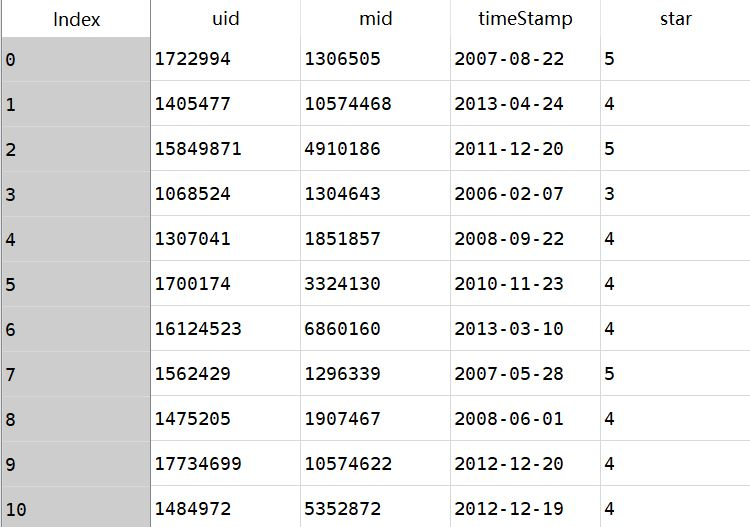 Index uid mid timeStamp star
0 1722994 1306505 2007-08-22 5
1 1405477 10574468 2013-04-24 4
2 15849871 4910186 2011-12-20 5
3 1068524 1304643 2006-02-07 3
4 1307041 1851857 2008-09-22 4
5 1700174 3324130 2010-11-23 4
6 16124523 6860160 2013-03-10 4
7 1562429 1296339 2007-05-28 5
8 1475205 1907467 2008-06-01 4
9 17734699 10574622 2012-12-20 4
10 1484972 5352872 2012-12-19 4